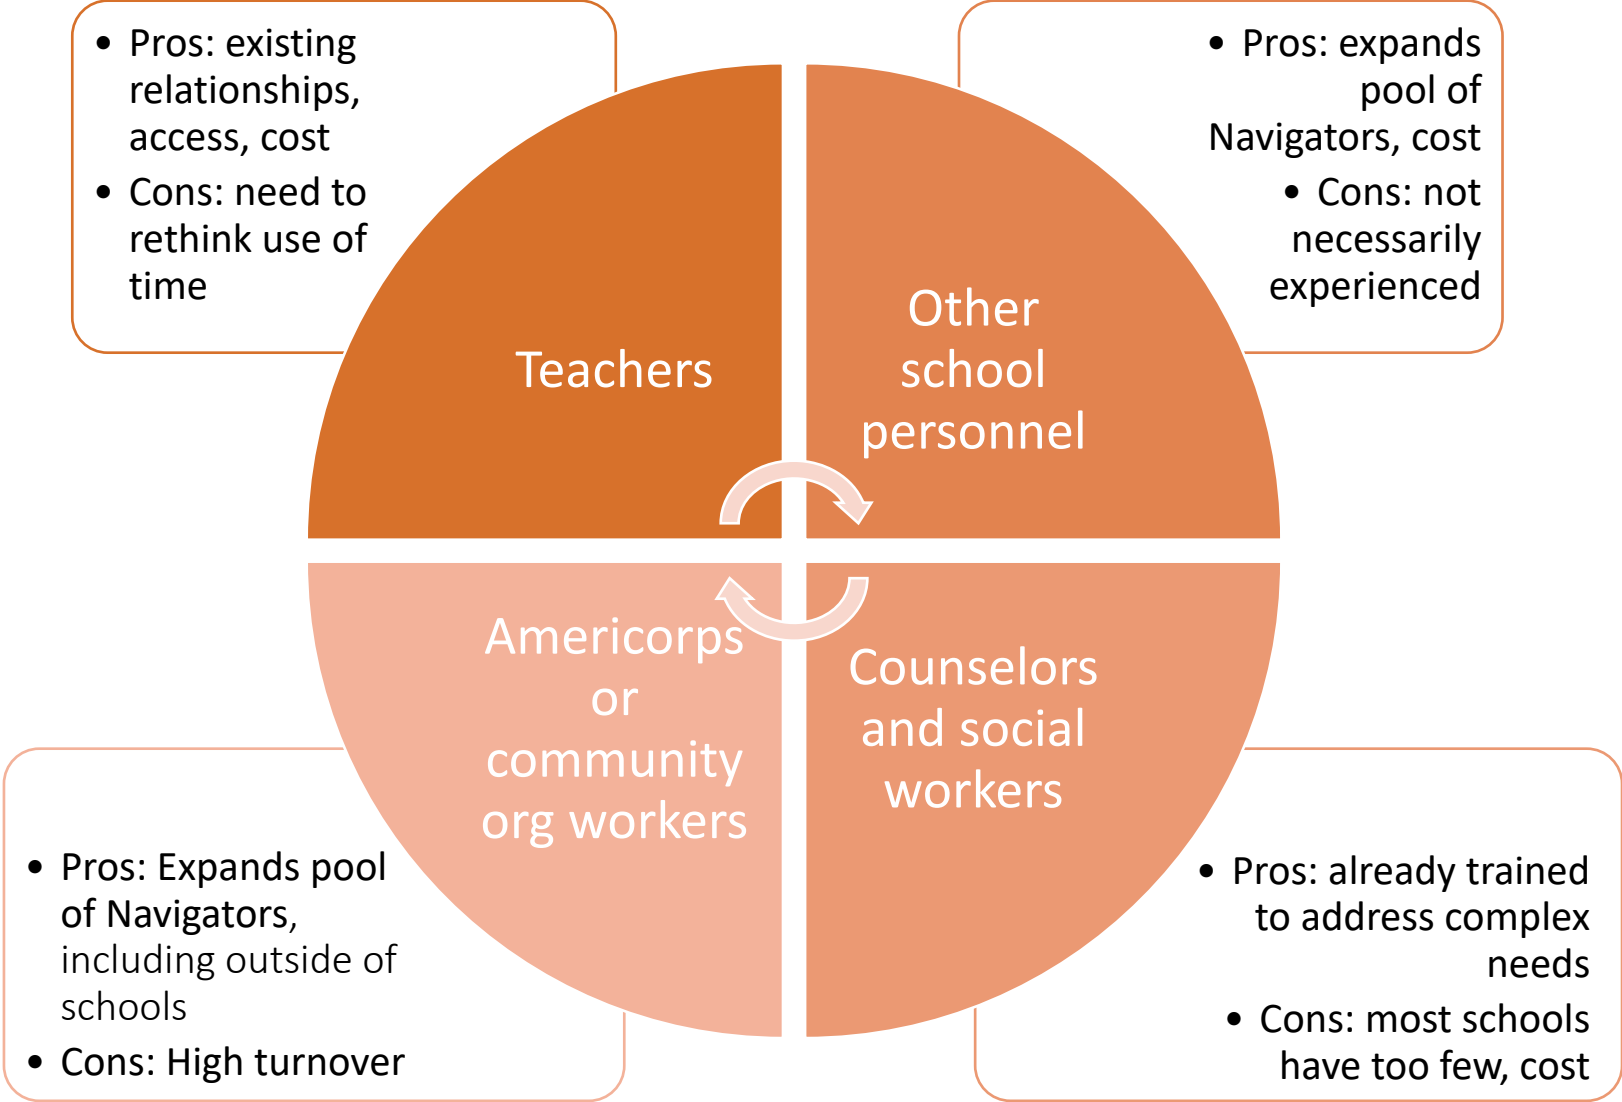 • Pros: existing
relationships,
access, cost
• Cons: need to
rethink use of
time
• Pros: expands
pool of
Navigators, cost
• Cons: not
necessarily
experienced
Teachers
Other
school
personnel
Americorps
or
community
org workers
Counselors
and social
workers
• Pros: Expands pool
of Navigators,
including outside of
schools
• Cons: High turnover
• Pros: already trained
to address complex
needs
• Cons: most schools
have too few, cost